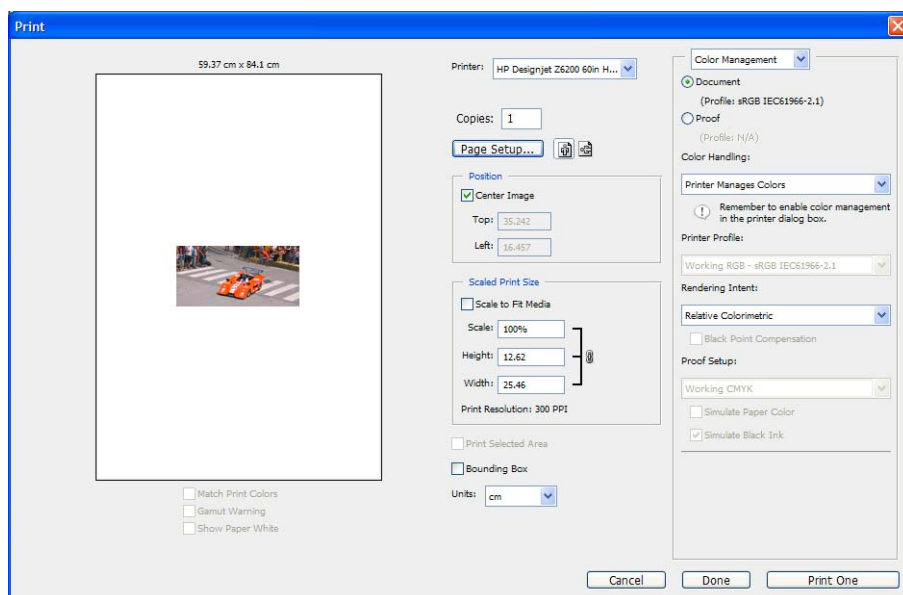 Print
59.37 cm x 84.1 cm
Match Print Colors
Gamut Warning
Show Paper White
Printer: HP Designjet Z6200 60in H...
Copies: 1
Page Setup...
Position
Center Image
Top: 35.242
Left: 16.457
Scaled Print Size
Scale to Fit Media
Scale: 100%
Height: 12.62
Width: 25.46
Print Resolution: 300 PPI
Print Selected Area
Bounding Box
Units: cm
Color Management
Document
(Profile: sRGB IEC61966-2.1)
Proof
(Profile: N/A)
Color Handling:
Printer Manages Colors
Remember to enable color management
in the printer dialog box.
Printer Profile:
Working RGB - sRGB IEC61966-2.1
Rendering Intent:
Relative Colorimetric
Black Point Compensation
Proof Setup:
Working CMYK
Simulate Paper Color
Simulate Black Ink
Cancel
Done
Print One